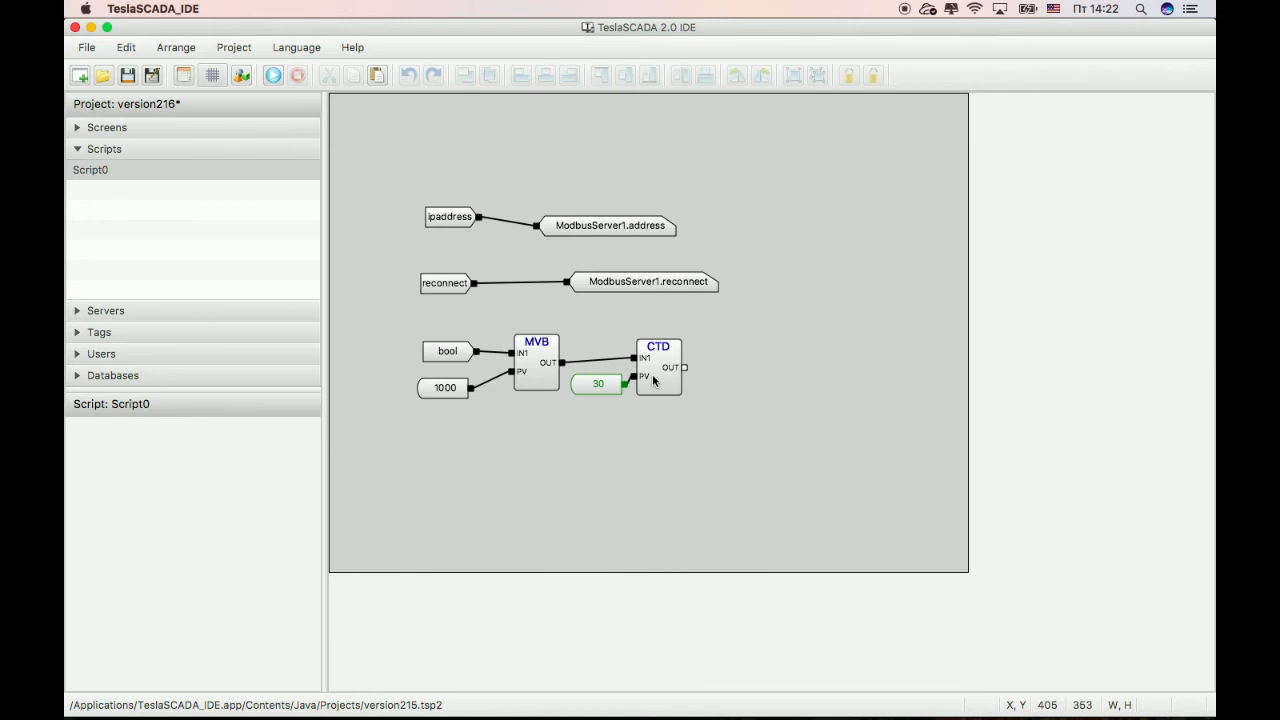 TeslaSCADA_IDE
Пт 14:22
TeslaSCADA 2.0 IDE
File Edit Arrange Project Language Help
Project: version216*
Screens
Scripts
Script0
Servers
Tags
Users
Databases
Script: Script0
ipaddress
ModbusServer1.address
reconnect
ModbusServer1.reconnect
bool
1000
MVB
IN1
OUT
PV
30
CTD
IN1
OUT
PV
/Applications/TeslaSCADA_IDE.app/Contents/Java/Projects/version215.tsp2
X, Y 405 353 W, H